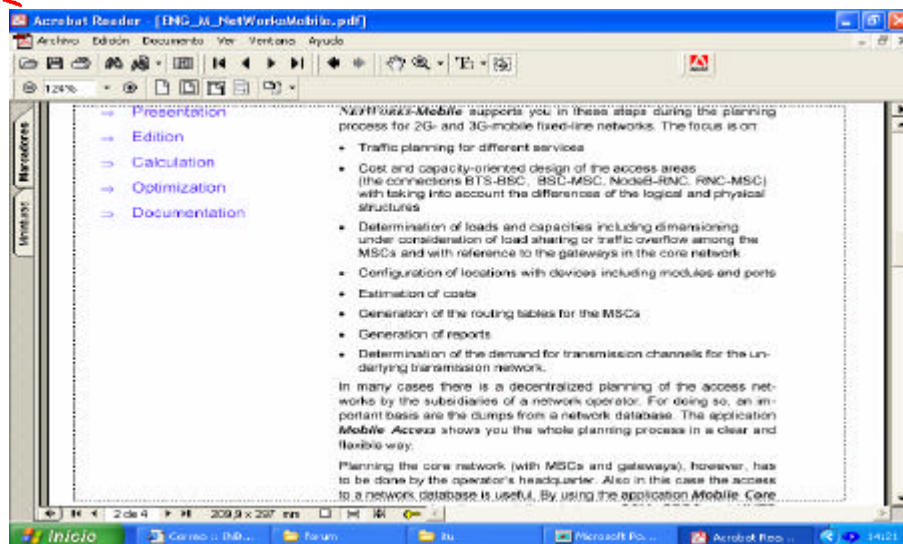 Acrobat Reader - [ENG_M_NetWorksMobile.pdf]
Archivo Edición Documento Ver Ventana Ayuda
124%
Marcadores
Miniaturas
⇒ Presentation
⇒ Edition
⇒ Calculation
⇒ Optimization
⇒ Documentation
NetWorks-Mobile supports you in these steps during the planning
process for 2G- and 3G-mobile fixed-line networks. The focus is on:
• Traffic planning for different services
• Cost and capacity-oriented design of the access areas
(the connections BTS-BSC, BSC-MSC, NodeB-RNC, RNC-MSC)
with taking into account the differences of the logical and physical
structures
• Determination of loads and capacities including dimensioning
under consideration of load sharing or traffic overflow among the
MSCs and with reference to the gateways in the core network
• Configuration of locations with devices including modules and ports
• Estimation of costs
• Generation of the routing tables for the MSCs
• Generation of reports
• Determination of the demand for transmission channels for the un-
derlying transmission network.
In many cases there is a decentralized planning of the access net-
works by the subsidiaries of a network operator. For doing so, an im-
portant basis are the dumps from a network database. The application
Mobile Access shows you the whole planning process in a clear and
flexible way.
Planning the core network (with MSCs and gateways), however, has
to be done by the operator's headquarter. Also in this case the access
to a network database is useful. By using the application Mobile Core
2 de 4 209,9 x 297 mm
Inicio
Correo :: Inb...
forum
itu
Microsoft Po...
Acrobat Rea...
14:21